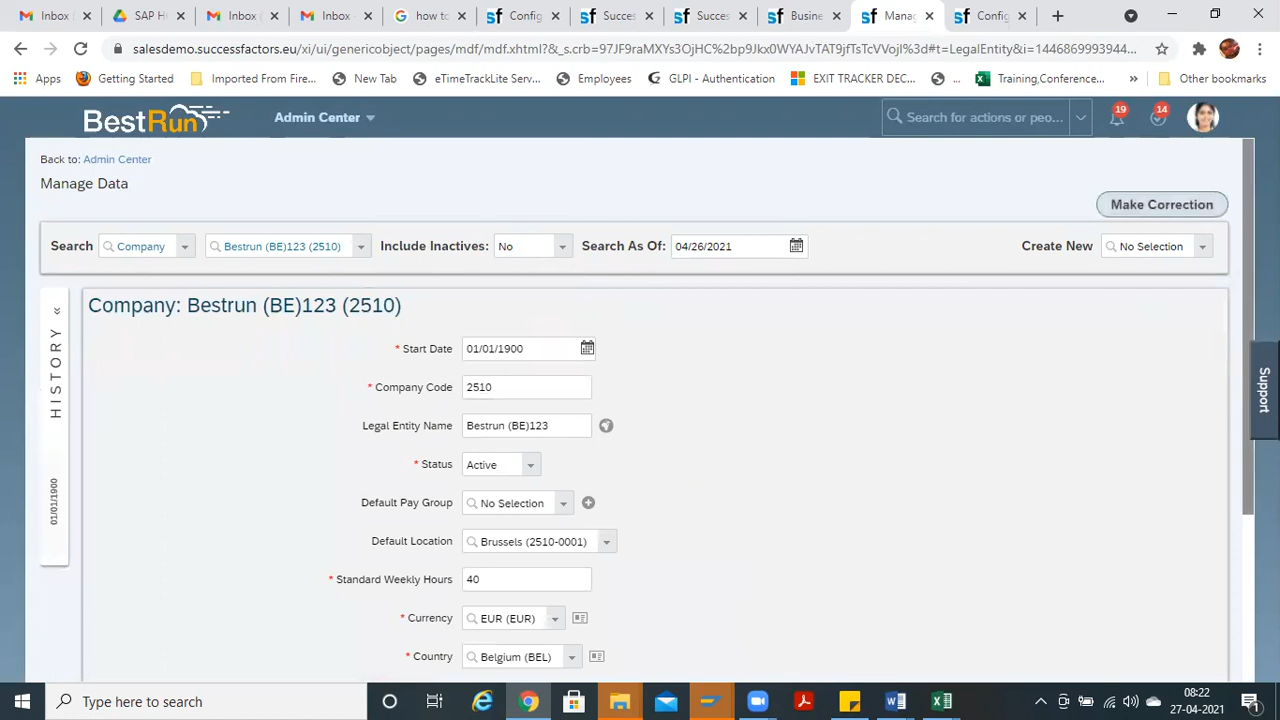 Inbox
SAP H
Inbox (
Inbox -
how to
Config
Succes
Succes
Busine
Mana
Config
salesdemo.successfactors.eu/xi/ui/genericobject/pages/mdf/mdf.xhtml?&_s.crb=97JF9raMXYs3OjHC%2bp9Jkx0WYAJvTAT9jfTsTcVVojI%3d#t=LegalEntity&i=1446869993944...
Apps
Getting Started
Imported From Fire...
New Tab
eTimeTrackLite Serv...
Employees
GLPI - Authentication
EXIT TRACKER DEC...
...
Training,Conference...
»
Other bookmarks
BestRun
Admin Center
Search for actions or peo...
19
14
Back to: Admin Center
Manage Data
Make Correction
Search
Company
Bestrun (BE)123 (2510)
Include Inactives:
No
Search As Of:
04/26/2021
Create New
No Selection
HISTORY «
01/01/1900
Company: Bestrun (BE)123 (2510)
* Start Date 01/01/1900
* Company Code 2510
Legal Entity Name Bestrun (BE)123
* Status Active
Default Pay Group No Selection
Default Location Brussels (2510-0001)
* Standard Weekly Hours 40
* Currency EUR (EUR)
* Country Belgium (BEL)
Support
Type here to search
08:22
27-04-2021
1